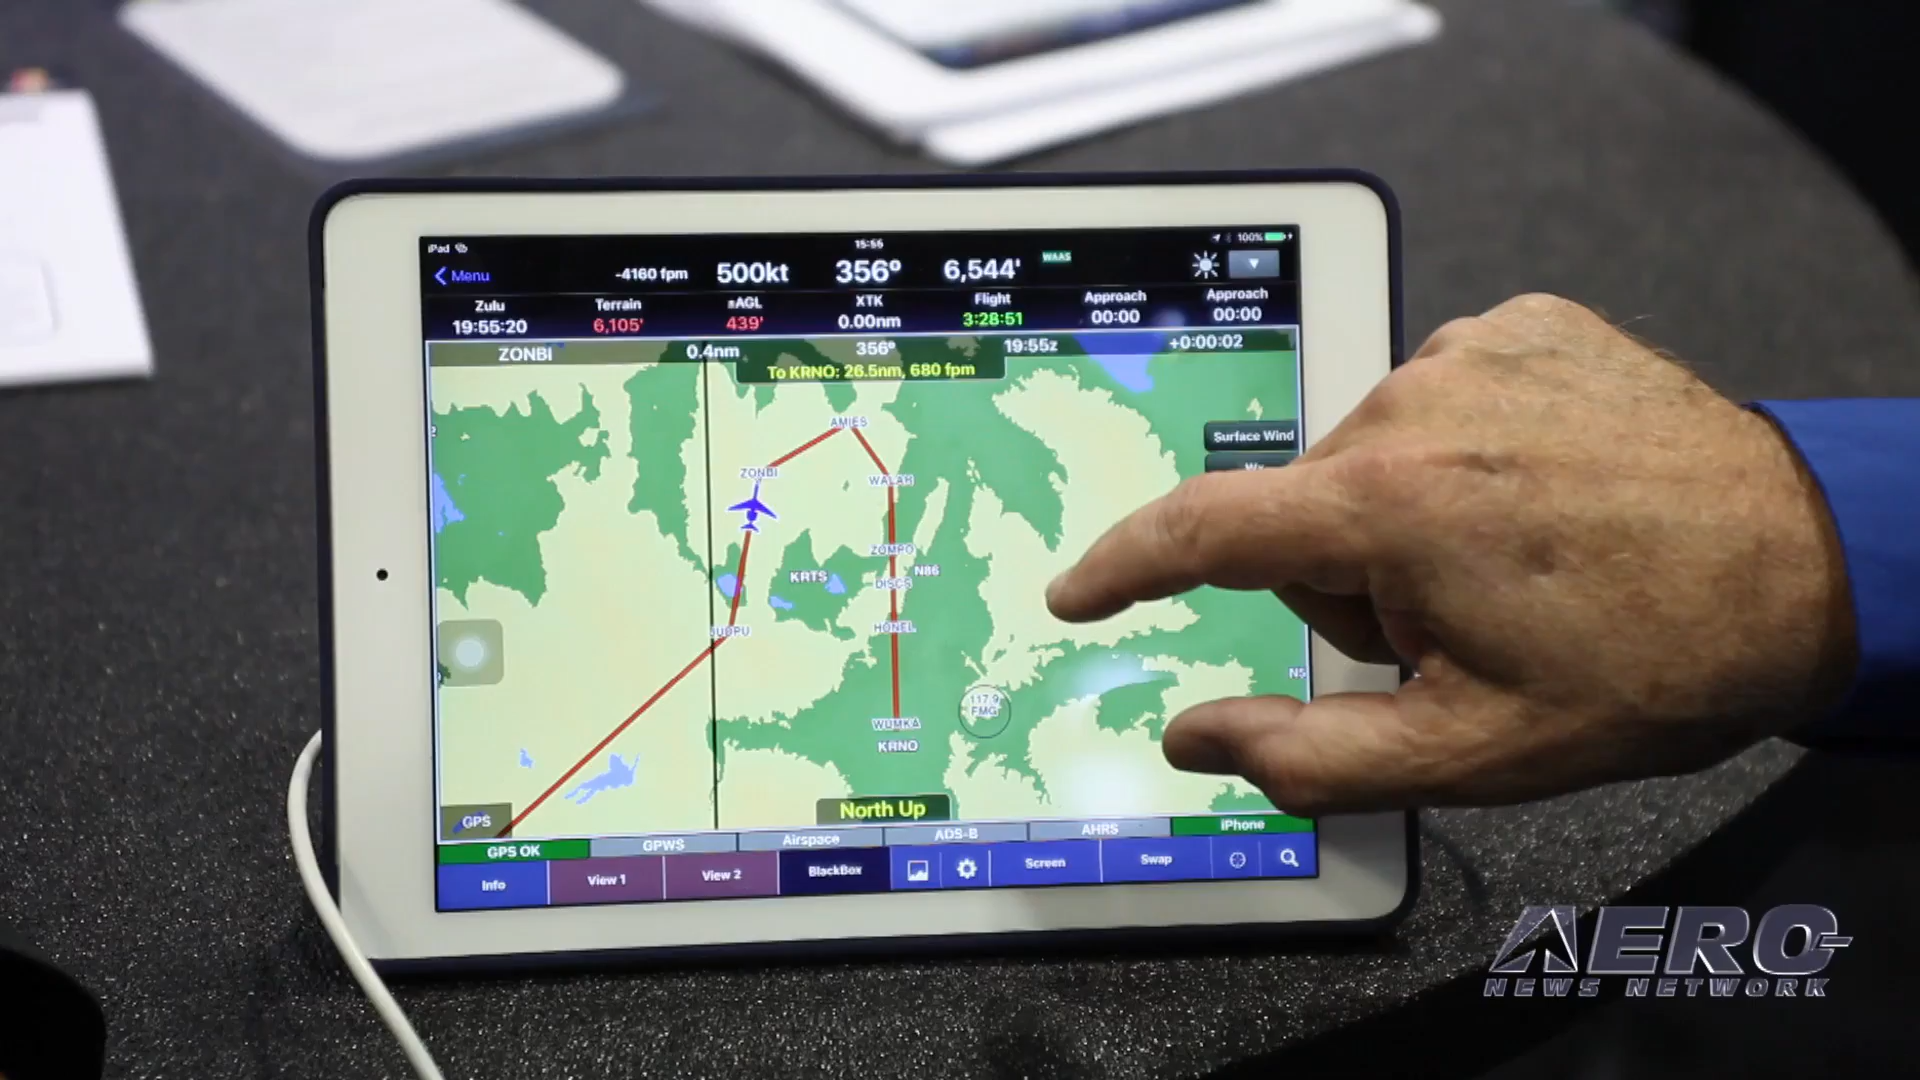 iPad
15:55
100%
Menu
-4160 fpm 500kt 356° 6,544' WAAS
Zulu Terrain ±AGL XTK Flight Approach Approach
19:55:20 6,105' 439' 0.00nm 3:28:51 00:00 00:00
ZONBI 0.4nm 356° 19:55z +0:00:02
To KRNO: 26.5nm, 680 fpm
AMIES
Surface Wind
Wx
ZONBI
WALAH
ZOMPO
N86
KRTS
DISCS
HONEL
JUDPU
117.9
FMG
WUMKA
KRNO
North Up
GPS
GPS OK GPWS Airspace ADS-B AHRS iPhone
Info View 1 View 2 BlackBox Screen Swap
AERO-
NEWS NETWORK